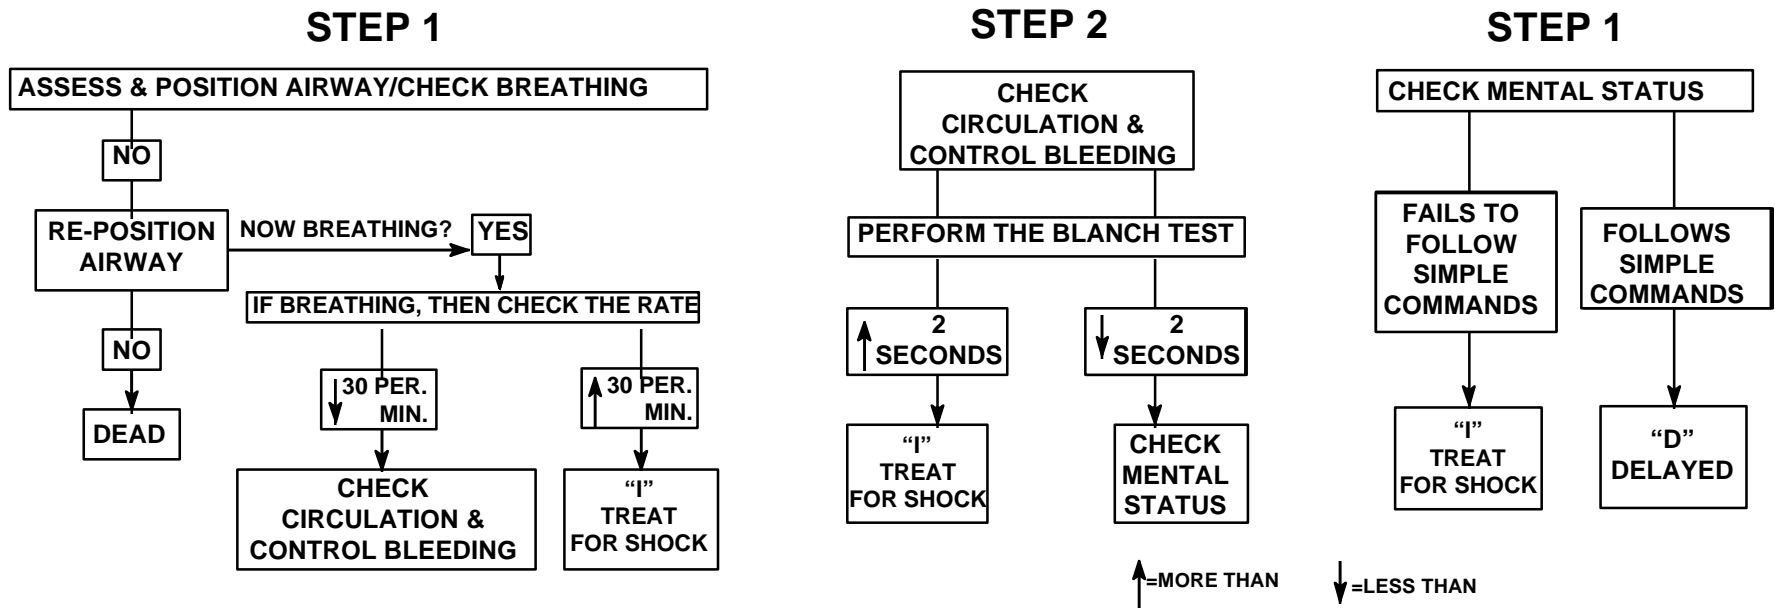 STEP 1
ASSESS & POSITION AIRWAY/CHECK BREATHING
NO
RE-POSITION
AIRWAY
NOW BREATHING?
YES
IF BREATHING, THEN CHECK THE RATE
NO
DEAD
30 PER.
MIN.
30 PER.
MIN.
CHECK
CIRCULATION &
CONTROL BLEEDING
“I”
TREAT
FOR SHOCK
STEP 2
CHECK
CIRCULATION &
CONTROL BLEEDING
PERFORM THE BLANCH TEST
2
SECONDS
2
SECONDS
“I”
TREAT
FOR SHOCK
CHECK
MENTAL
STATUS
STEP 1
CHECK MENTAL STATUS
FAILS TO
FOLLOW
SIMPLE
COMMANDS
FOLLOWS
SIMPLE
COMMANDS
“I”
TREAT
FOR SHOCK
“D”
DELAYED
=MORE THAN
=LESS THAN